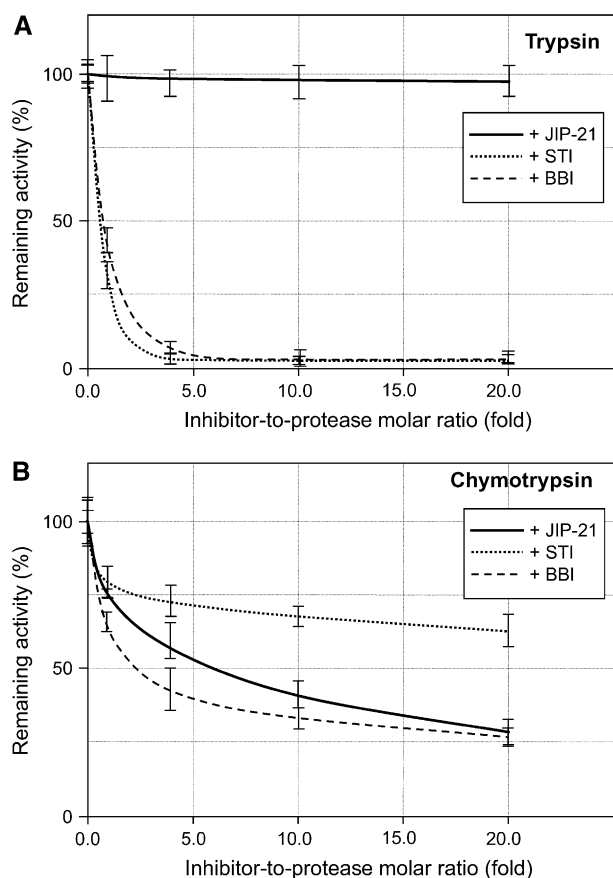 A
Trypsin
Remaining activity (%)
100
50
0
+ JIP-21
+ STI
+ BBI
0.0 5.0 10.0 15.0 20.0
Inhibitor-to-protease molar ratio (fold)
B
Chymotrypsin
Remaining activity (%)
100
50
0
+ JIP-21
+ STI
+ BBI
0.0 5.0 10.0 15.0 20.0
Inhibitor-to-protease molar ratio (fold)